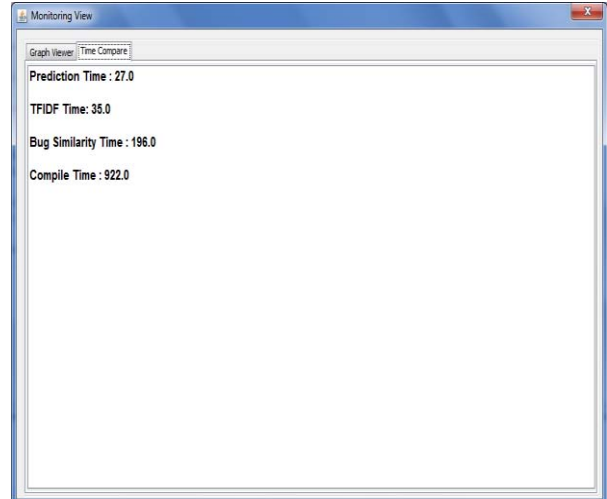 Monitoring View
x
Graph Viewer Time Compare
Prediction Time : 27.0
TFIDF Time: 35.0
Bug Similarity Time : 196.0
Compile Time : 922.0